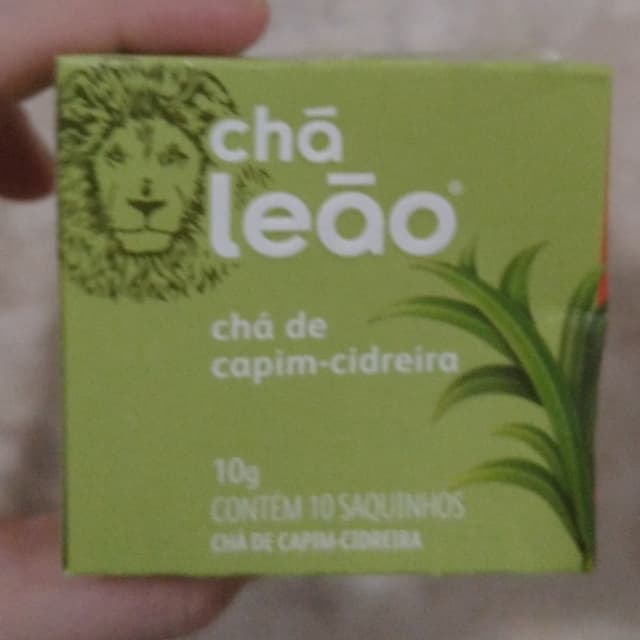 chá
leão
chá de
capim-cidreira
10g
CONTÉM 10 SAQUINHOS
CHÁ DE CAPIM-CIDREIRA